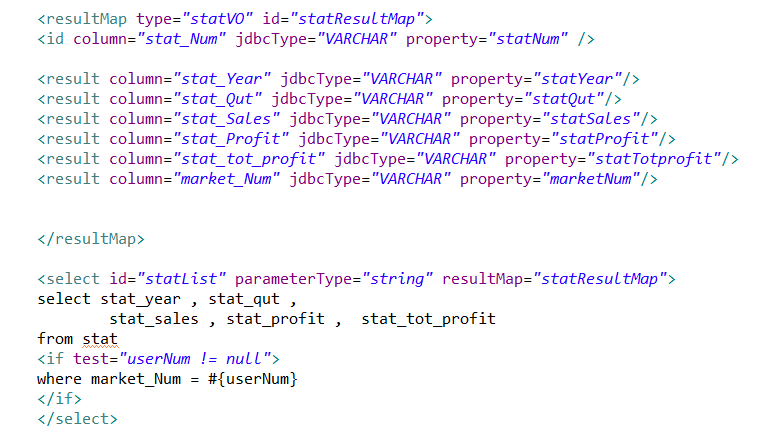 <resultMap type="statVO" id="statResultMap">
<id column="stat_Num" jdbcType="VARCHAR" property="statNum" />
<result column="stat_Year" jdbcType="VARCHAR" property="statYear"/>
<result column="stat_Qut" jdbcType="VARCHAR" property="statQut"/>
<result column="stat_Sales" jdbcType="VARCHAR" property="statSales"/>
<result column="stat_Profit" jdbcType="VARCHAR" property="statProfit"/>
<result column="stat_tot_profit" jdbcType="VARCHAR" property="statTotprofit"/>
<result column="market_Num" jdbcType="VARCHAR" property="marketNum"/>
</resultMap>
<select id="statList" parameterType="string" resultMap="statResultMap">
select stat_year , stat_qut ,
stat_sales , stat_profit ,  stat_tot_profit
from stat
<if test="userNum != null">
where market_Num = #{userNum}
</if>
</select>